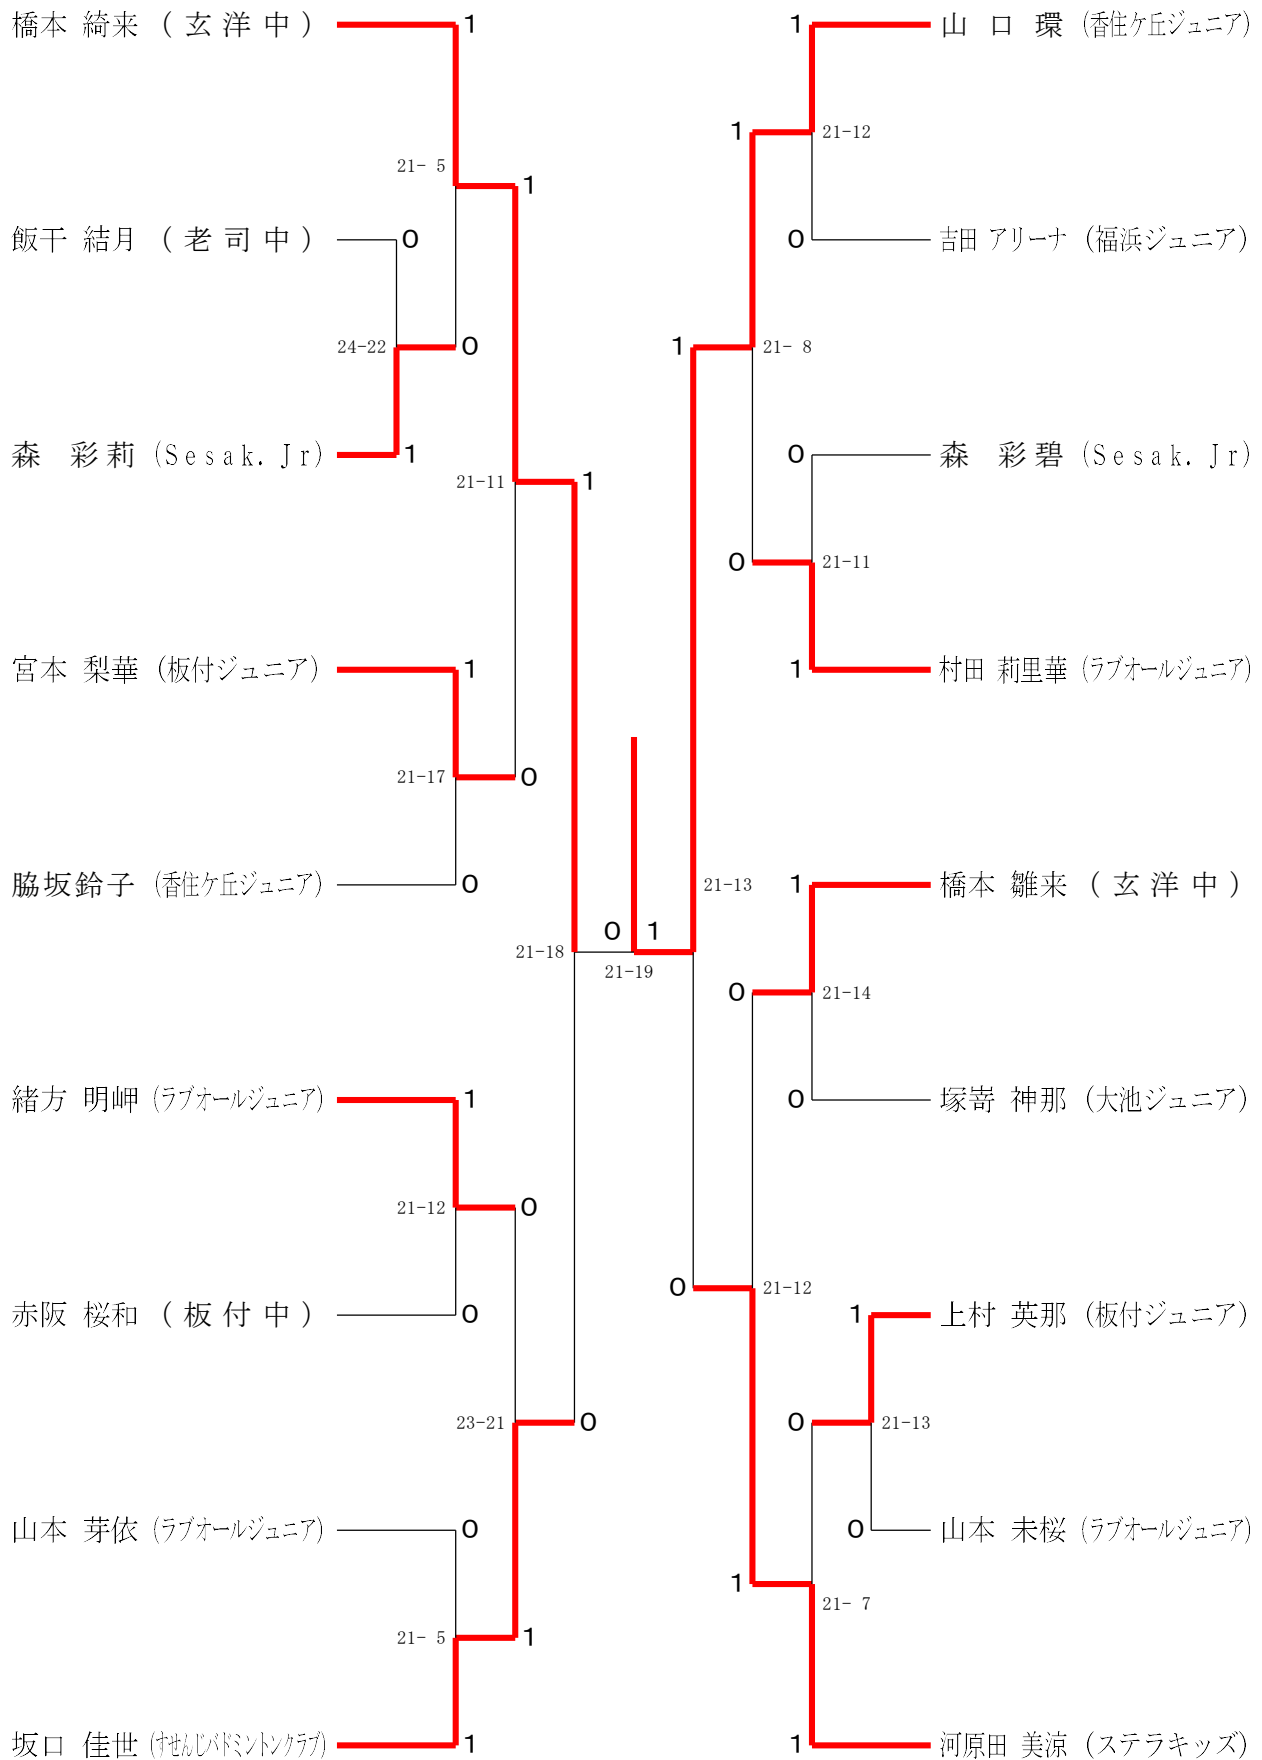 橋本 綺来 (玄洋中) 1
1 山口環 (香住ケ丘ジュニア)
1 21-12
21- 5
1
飯干 結月 (老司中) 0
0 吉田 アリーナ (福浜ジュニア)
24-22 0
1 21- 8
森 彩莉 (Sesak.Jr) 1
0 森 彩碧 (Sesak.Jr)
21-11 1
0 21-11
宮本 梨華 (板付ジュニア) 1
1 村田 莉里華 (ラブオールジュニア)
21-17 0
脇坂鈴子 (香住ケ丘ジュニア) 0
21-13
1 橋本 雛来 (玄洋中)
0 1
21-18
21-19
0 21-14
緒方 明岬 (ラブオールジュニア) 1
0 塚嵜 神那 (大池ジュニア)
21-12 0
0 21-12
赤阪 桜和 (板付中) 0
1 上村 英那 (板付ジュニア)
23-21 0
0 21-13
山本 芽依 (ラブオールジュニア) 0
0 山本 未桜 (ラブオールジュニア)
1 21- 7
21- 5 1
坂口 佳世 (すせんじバドミントンクラブ) 1
1 河原田 美涼 (ステラキッズ)